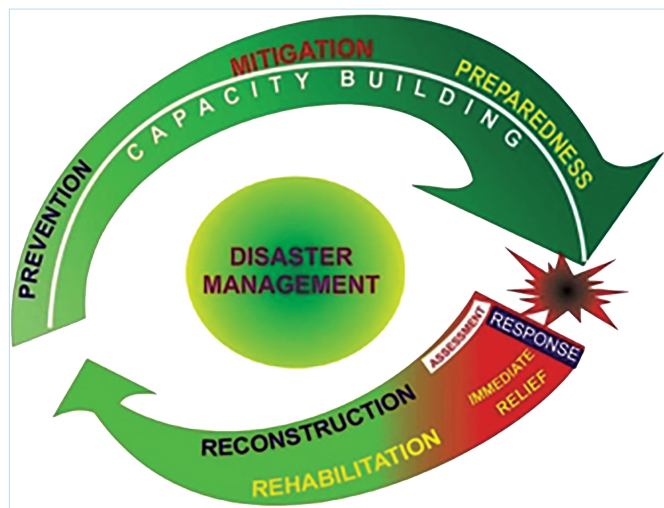 MITIGATION
PREPAREDNESS
CAPACITY BUILDING
PREVENTION
DISASTER
MANAGEMENT
ASSESSMENT
RESPONSE
IMMEDIATE
RELIEF
RECONSTRUCTION
REHABILITATION